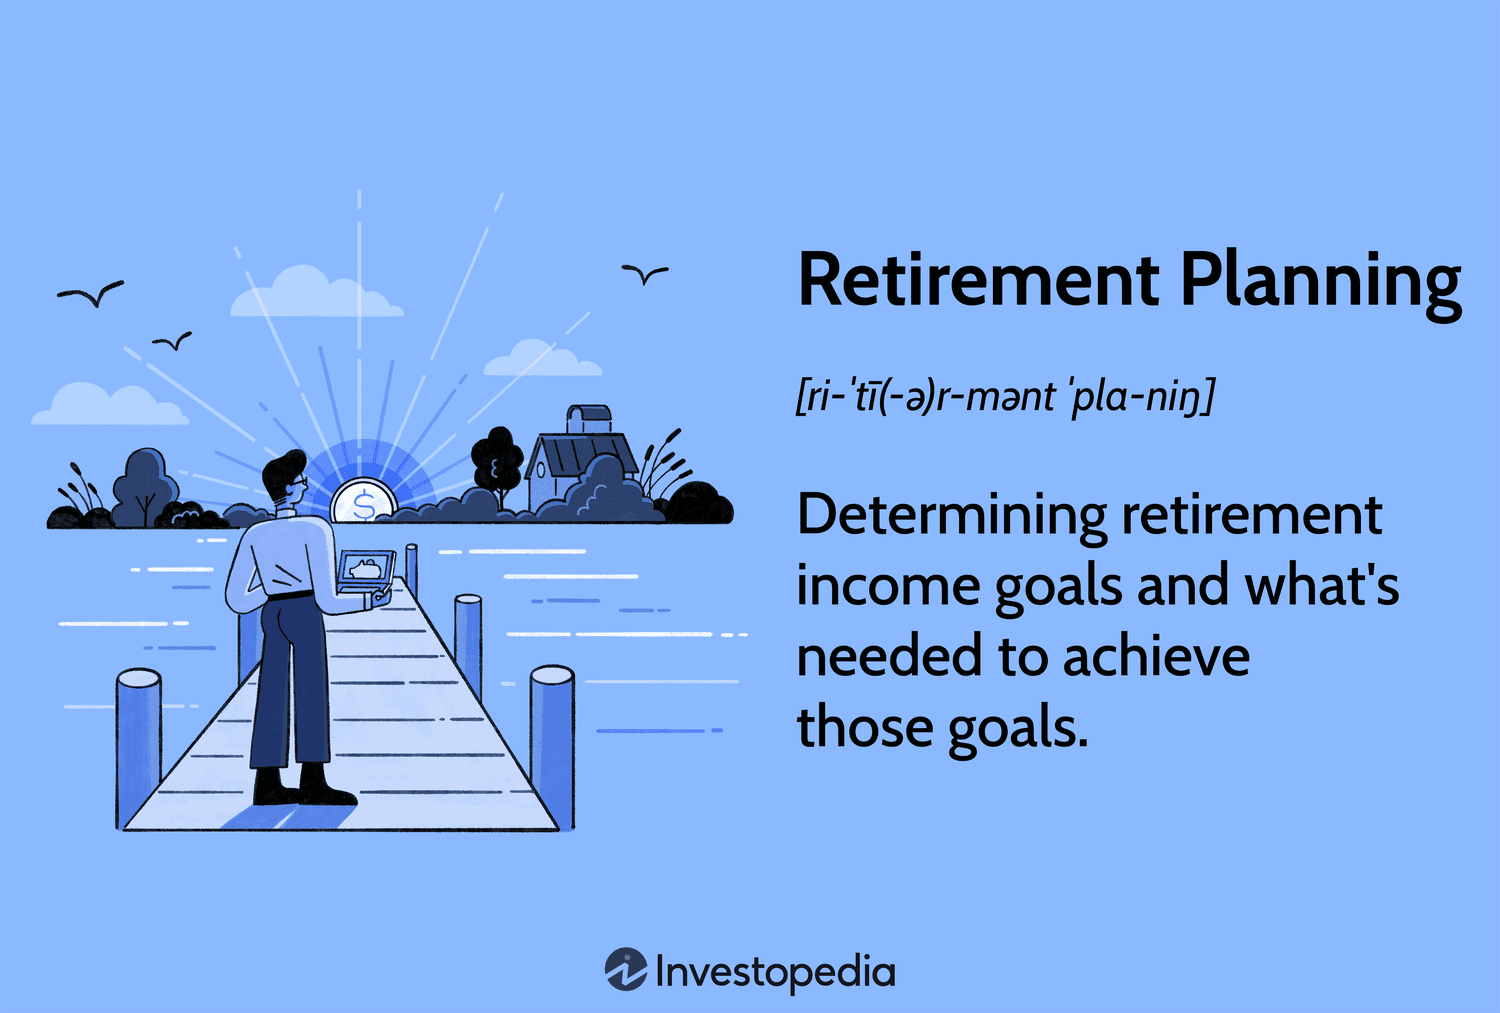 Retirement Planning
[ri-ˈtī(-ə)r-mənt ˈpla-niŋ]
Determining retirement
income goals and what's
needed to achieve
those goals.
$
Investopedia